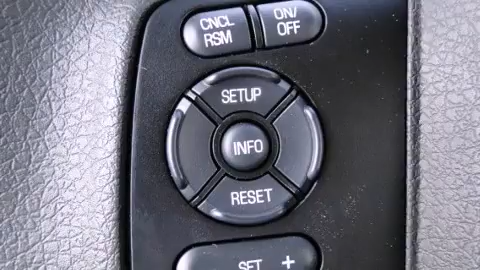 CNCL ON/
RSM OFF
SETUP
INFO
RESET
SET +